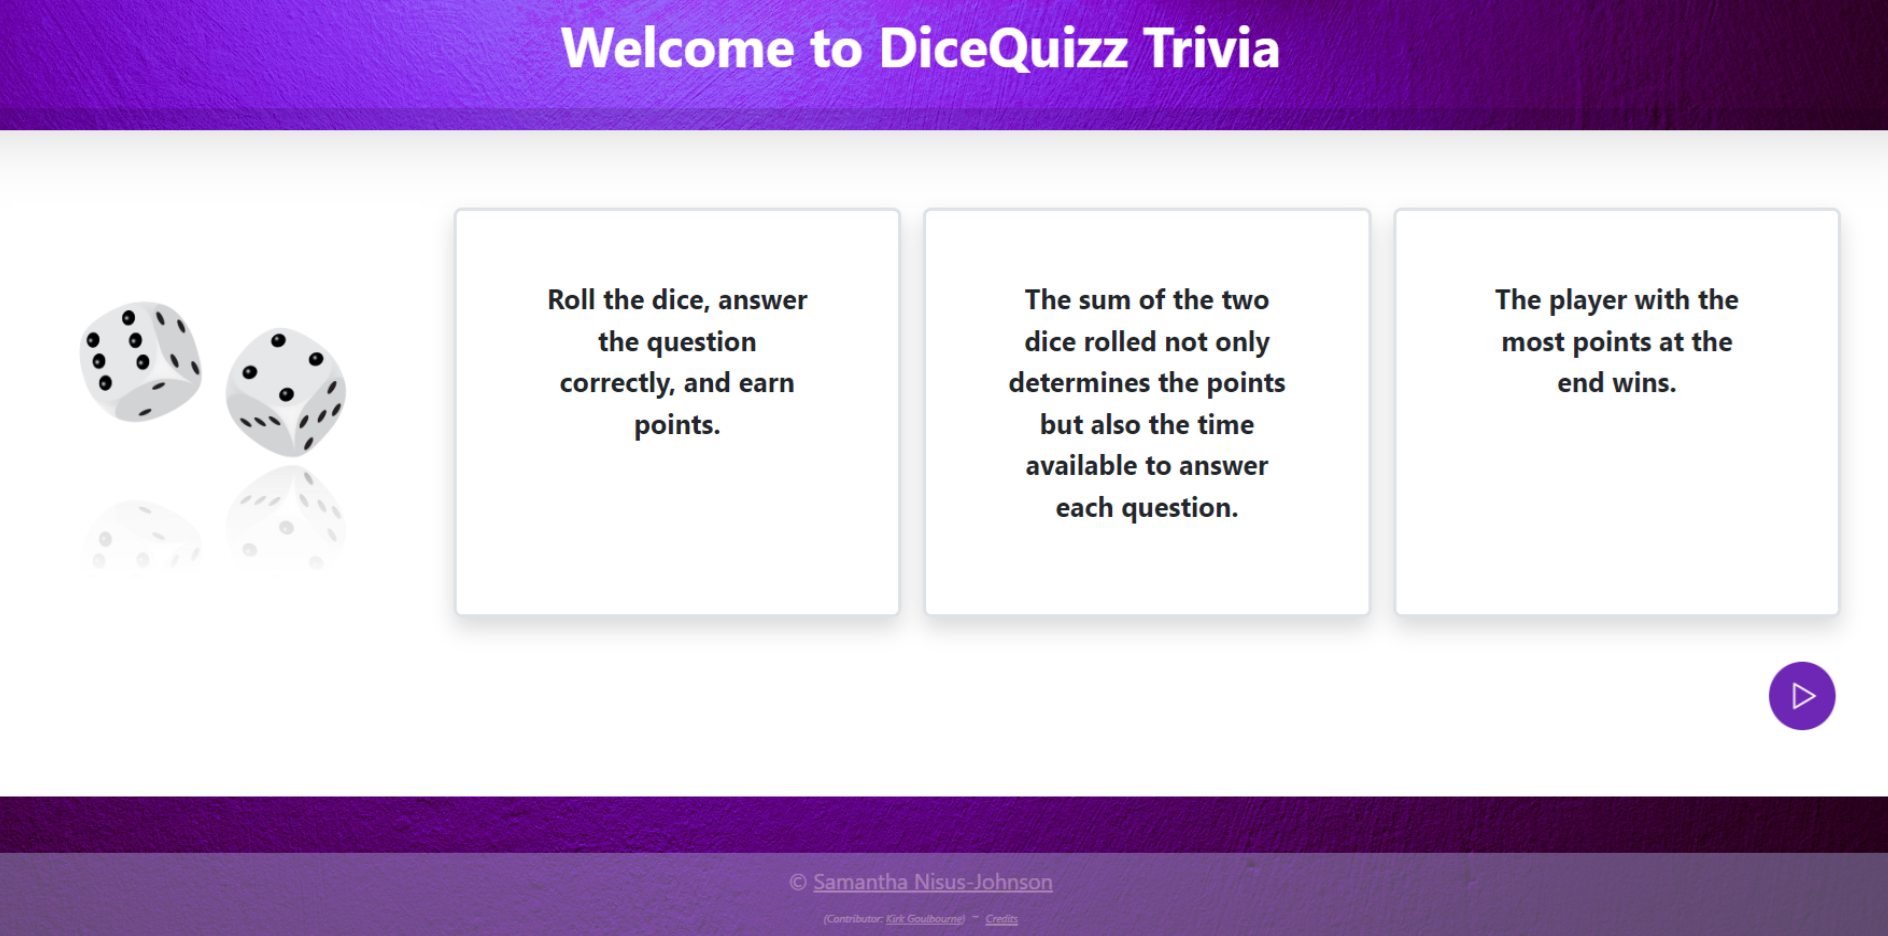 Welcome to DiceQuizz Trivia
Roll the dice, answer
the question
correctly, and earn
points.
The sum of the two
dice rolled not only
determines the points
but also the time
available to answer
each question.
The player with the
most points at the
end wins.
© Samantha Nisus-Johnson
(Contributor: Kirk Goulbourne) ~ Credits